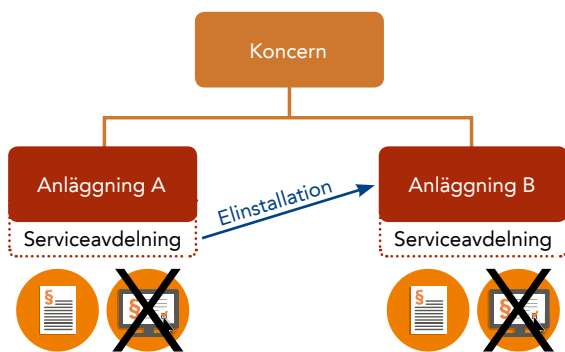 Koncern
Anläggning A
Elinstallation
Anläggning B
Serviceavdelning
Serviceavdelning
§
§
§
§